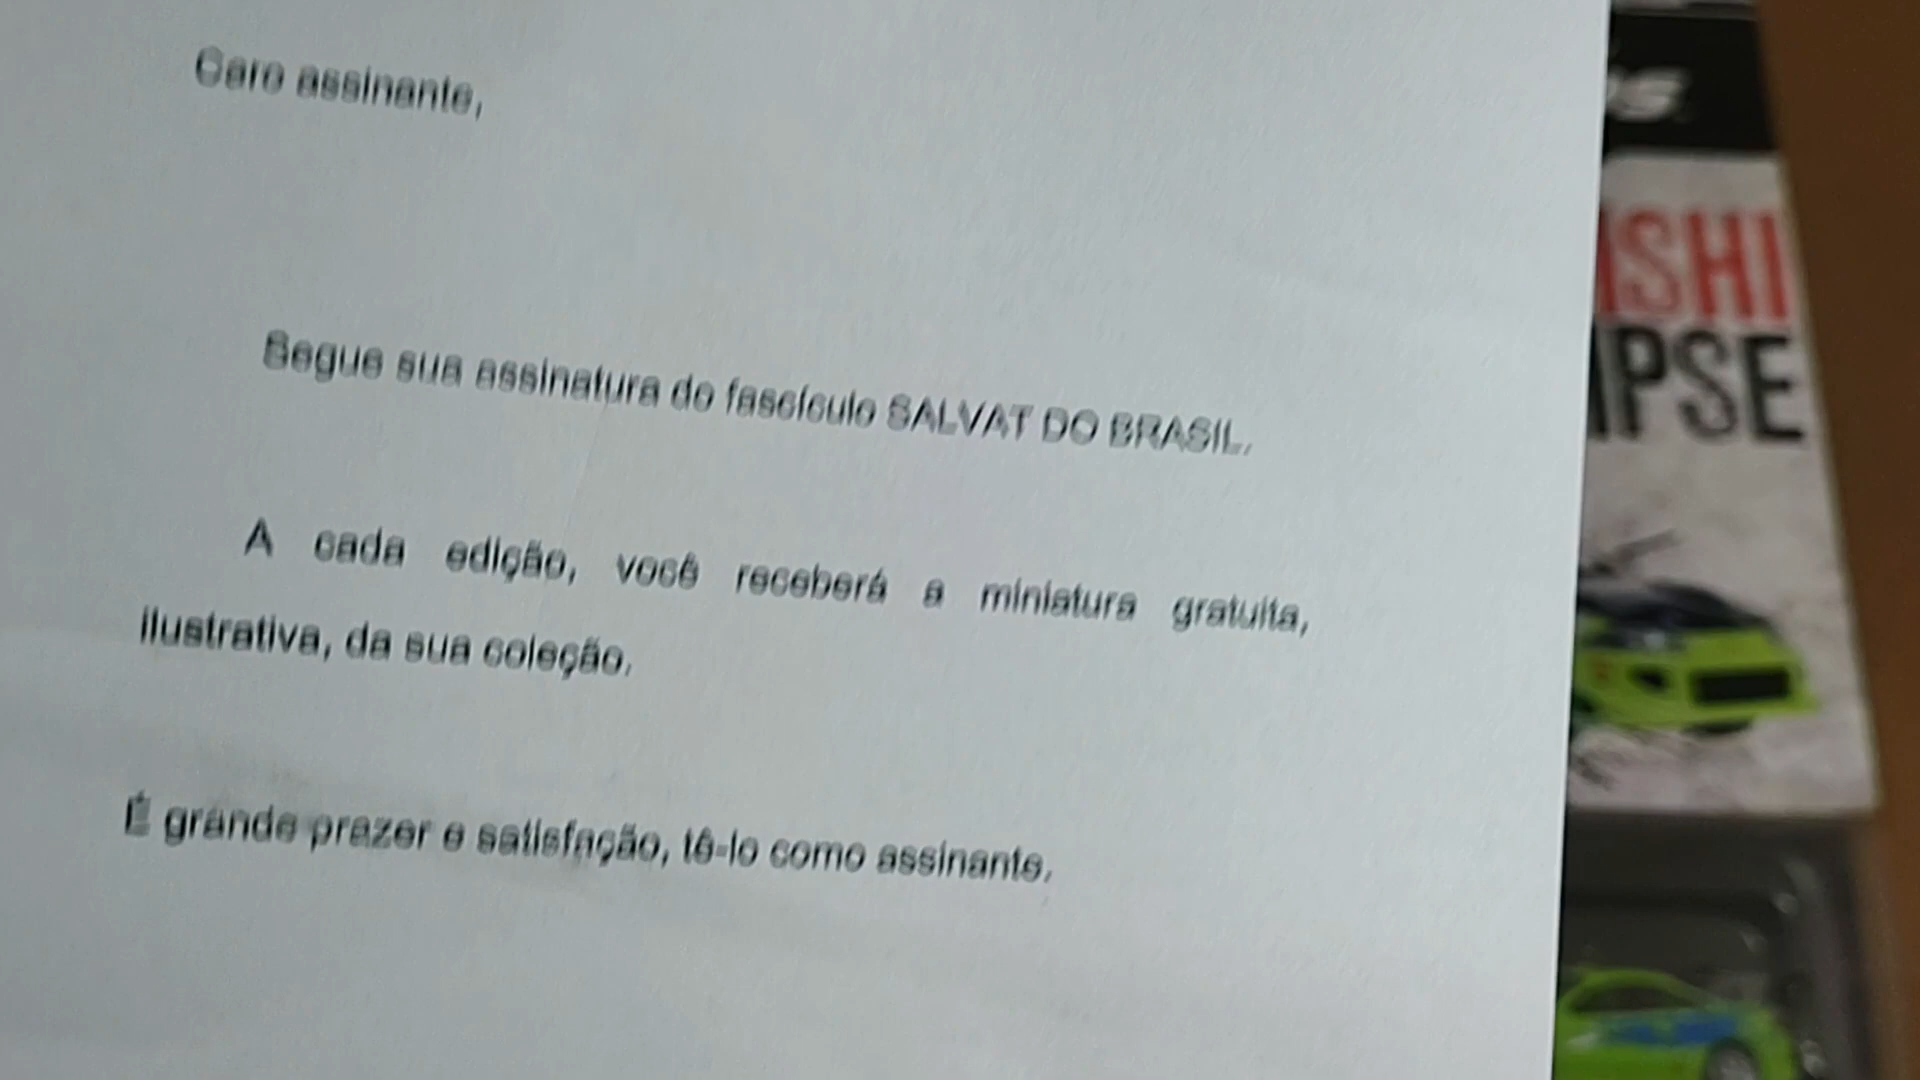 Caro assinante,
Segue sua assinatura do fascículo SALVAT DO BRASIL.
A cada edição, você receberá a miniatura gratuita,
ilustrativa, da sua coleção.
É grande prazer e satisfação, tê-lo como assinante.
ISHI
IPSE